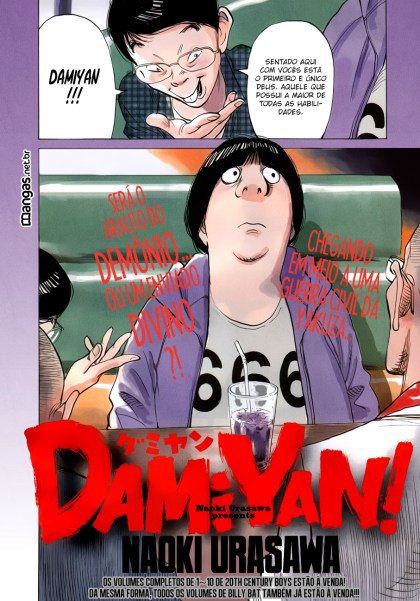 DAMIYAN
!!!
SENTADO AQUI
COM VOCÊS ESTÁ
O PRIMEIRO E ÚNICO
DEUS. AQUELE QUE
POSSUI A MAIOR DE
TODAS AS HABILI-
DADES.
Mangas.net.br
SERÁ O
ARAUTO DO
DEMÔNIO...
OU UM ENVIADO
DIVINO
?!
CHEGANDO
EM MEIO A UMA
GUERRA CIVIL DA
YAKUSA.
666
ダミヤン
DAMiYAN!
Naoki Urasawa
presents
NAOKI URASAWA
OS VOLUMES COMPLETOS DE 1~10 DE 20TH CENTURY BOYS ESTÃO À VENDA!
DA MESMA FORMA, TODOS OS VOLUMES DE BILLY BAT TAMBÉM JÁ ESTÃO À VENDA!!!